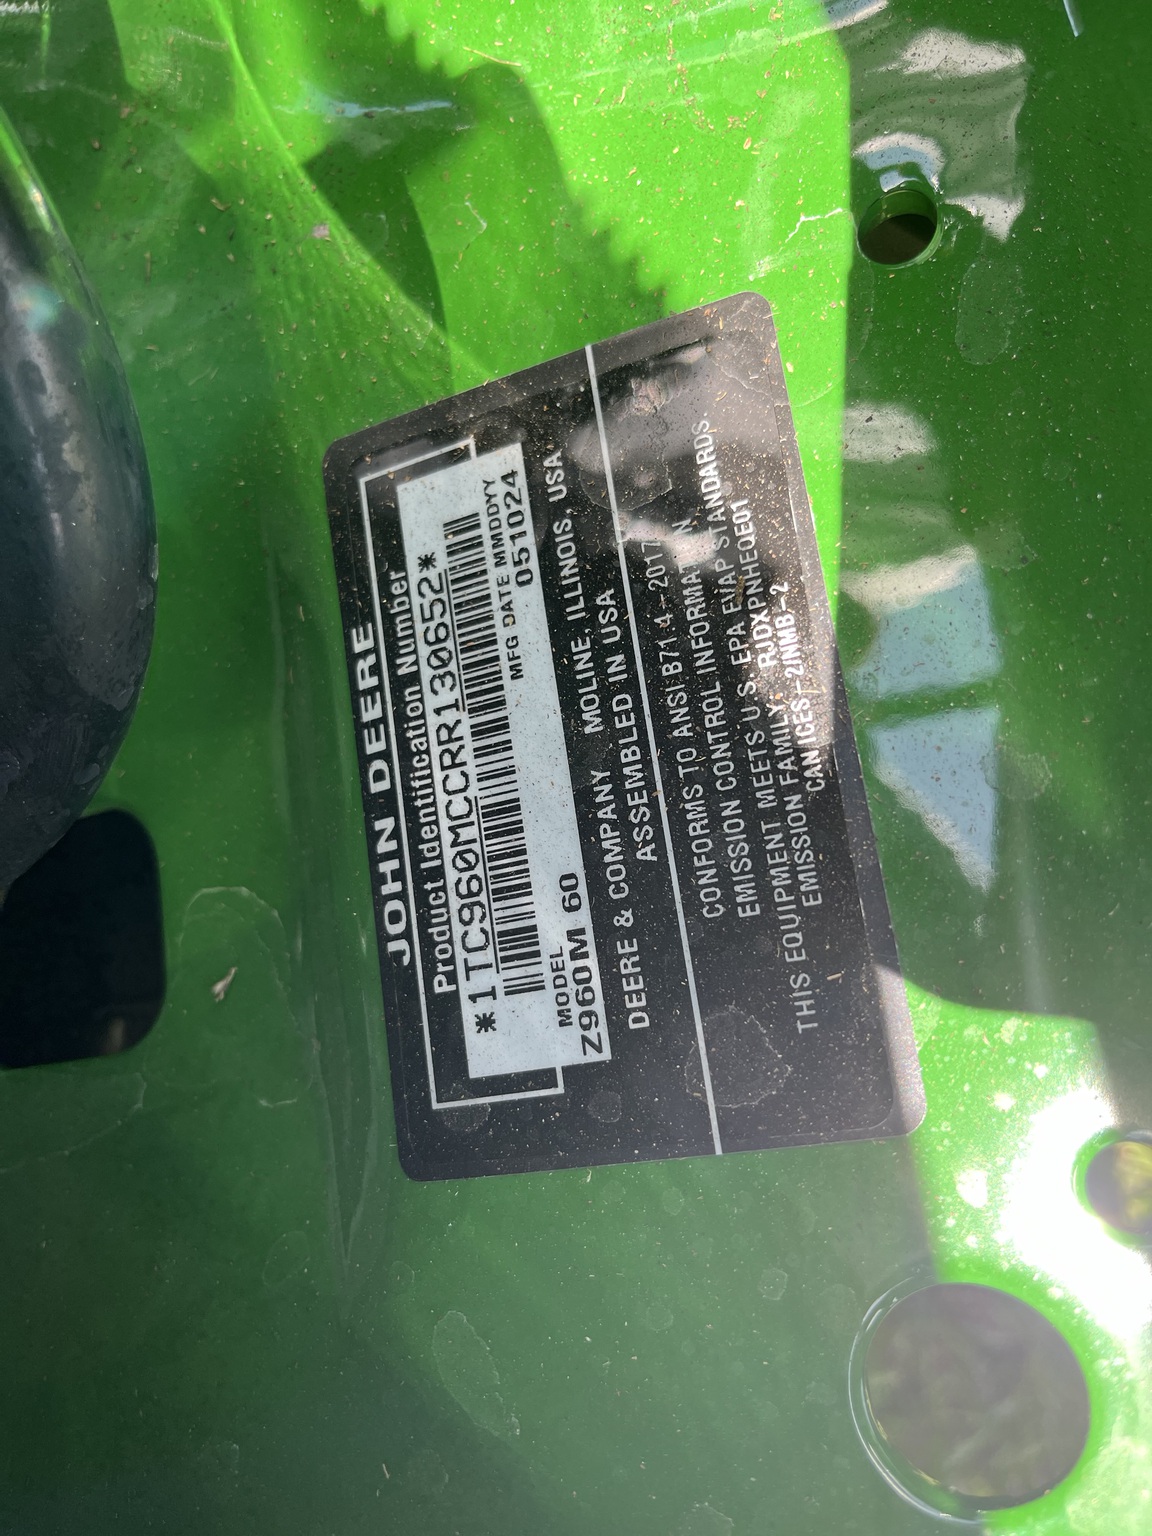 JOHN DEERE
Product Identification Number
*1TC960MCCRR130652*
MFG DATE MMDDYY
051024
MODEL
Z960M 60
DEERE & COMPANY MOLINE, ILLINOIS, USA
ASSEMBLED IN USA
CONFORMS TO ANSI B71.4-2017
EMISSION CONTROL INFORMATION
THIS EQUIPMENT MEETS U.S. EPA EVAP STANDARDS.
EMISSION FAMILY: RJDXPNHEQE01
CAN ICES-2/NMB-2